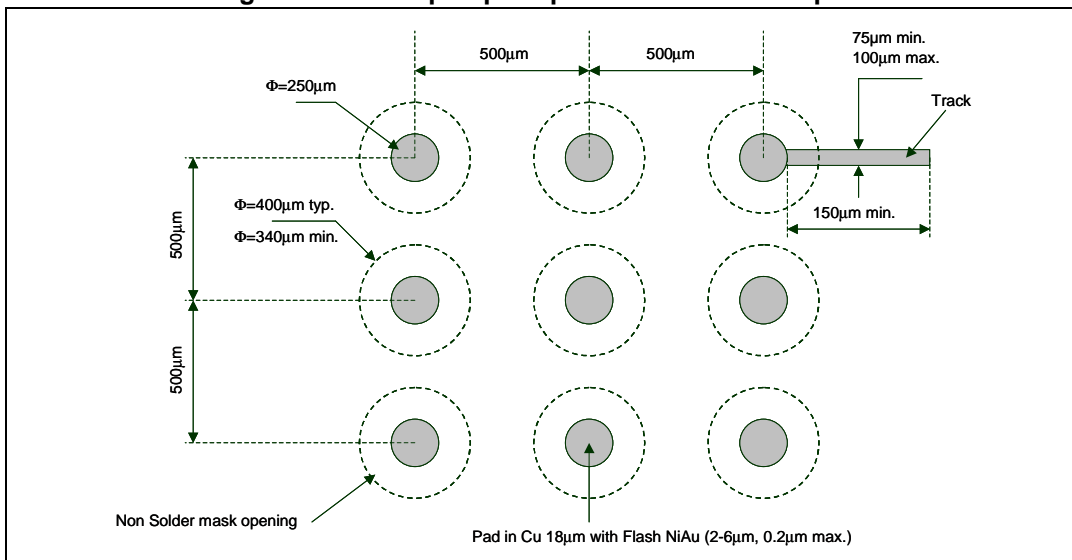 500µm
500µm
75µm min.
100µm max.
Φ=250µm
Track
Φ=400µm typ.
Φ=340µm min.
150µm min.
500µm
500µm
Non Solder mask opening
Pad in Cu 18µm with Flash NiAu (2-6µm, 0.2µm max.)